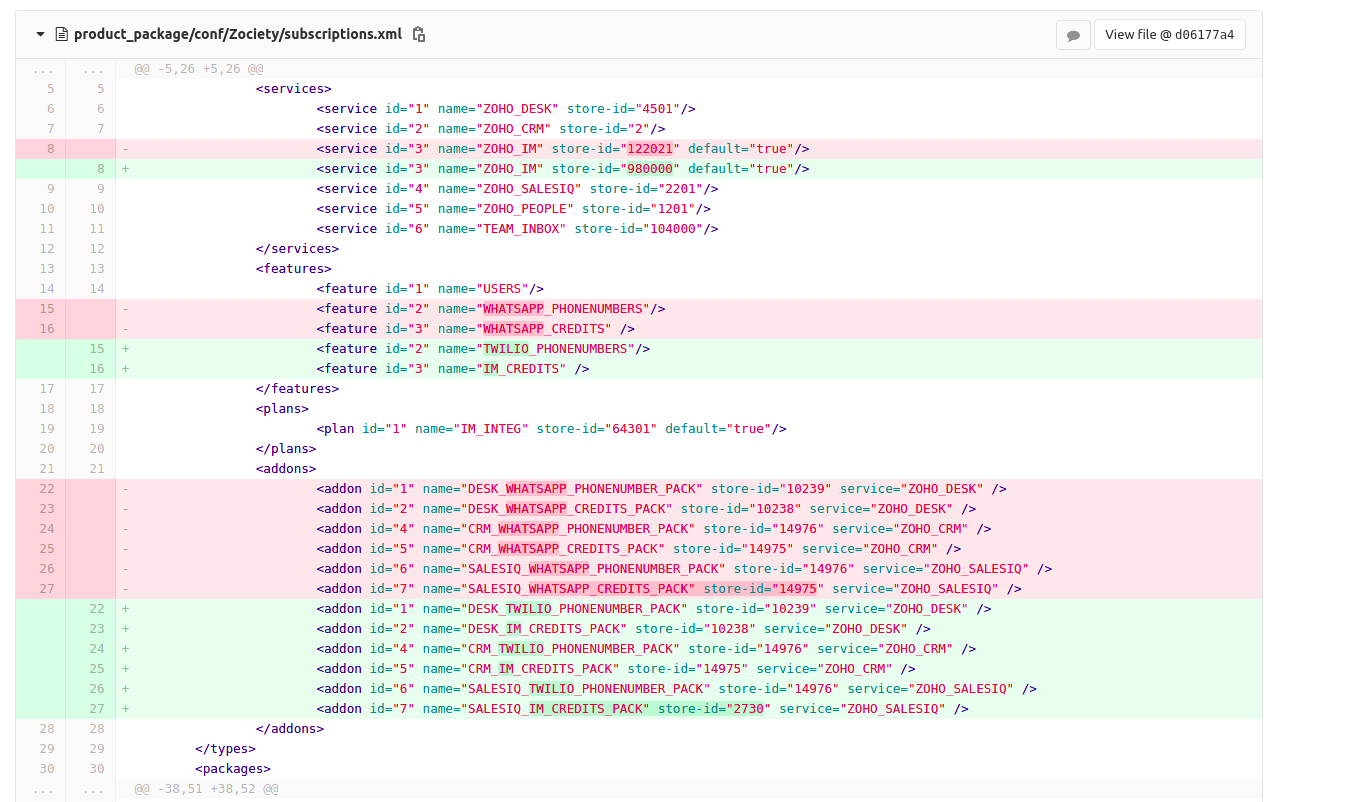 product_package/conf/Zociety/subscriptions.xml View file @ d06177a4
... ... @@ -5,26 +5,26 @@
5 5 <services>
6 6 <service id="1" name="ZOHO_DESK" store-id="4501"/>
7 7 <service id="2" name="ZOHO_CRM" store-id="2"/>
8 - <service id="3" name="ZOHO_IM" store-id="122021" default="true"/>
8 + <service id="3" name="ZOHO_IM" store-id="980000" default="true"/>
9 9 <service id="4" name="ZOHO_SALESIQ" store-id="2201"/>
10 10 <service id="5" name="ZOHO_PEOPLE" store-id="1201"/>
11 11 <service id="6" name="TEAM_INBOX" store-id="104000"/>
12 12 </services>
13 13 <features>
14 14 <feature id="1" name="USERS"/>
15 - <feature id="2" name="WHATSAPP_PHONENUMBERS"/>
16 - <feature id="3" name="WHATSAPP_CREDITS" />
15 + <feature id="2" name="TWILIO_PHONENUMBERS"/>
16 + <feature id="3" name="IM_CREDITS" />
17 17 </features>
18 18 <plans>
19 19 <plan id="1" name="IM_INTEG" store-id="64301" default="true"/>
20 20 </plans>
21 21 <addons>
22 - <addon id="1" name="DESK_WHATSAPP_PHONENUMBER_PACK" store-id="10239" service="ZOHO_DESK" />
23 - <addon id="2" name="DESK_WHATSAPP_CREDITS_PACK" store-id="10238" service="ZOHO_DESK" />
24 - <addon id="4" name="CRM_WHATSAPP_PHONENUMBER_PACK" store-id="14976" service="ZOHO_CRM" />
25 - <addon id="5" name="CRM_WHATSAPP_CREDITS_PACK" store-id="14975" service="ZOHO_CRM" />
26 - <addon id="6" name="SALESIQ_WHATSAPP_PHONENUMBER_PACK" store-id="14976" service="ZOHO_SALESIQ" />
27 - <addon id="7" name="SALESIQ_WHATSAPP_CREDITS_PACK" store-id="14975" service="ZOHO_SALESIQ" />
22 + <addon id="1" name="DESK_TWILIO_PHONENUMBER_PACK" store-id="10239" service="ZOHO_DESK" />
23 + <addon id="2" name="DESK_IM_CREDITS_PACK" store-id="10238" service="ZOHO_DESK" />
24 + <addon id="4" name="CRM_TWILIO_PHONENUMBER_PACK" store-id="14976" service="ZOHO_CRM" />
25 + <addon id="5" name="CRM_IM_CREDITS_PACK" store-id="14975" service="ZOHO_CRM" />
26 + <addon id="6" name="SALESIQ_TWILIO_PHONENUMBER_PACK" store-id="14976" service="ZOHO_SALESIQ" />
27 + <addon id="7" name="SALESIQ_IM_CREDITS_PACK" store-id="2730" service="ZOHO_SALESIQ" />
28 28 </addons>
29 29 </types>
30 30 <packages>
... ... @@ -38,51 +38,52 @@